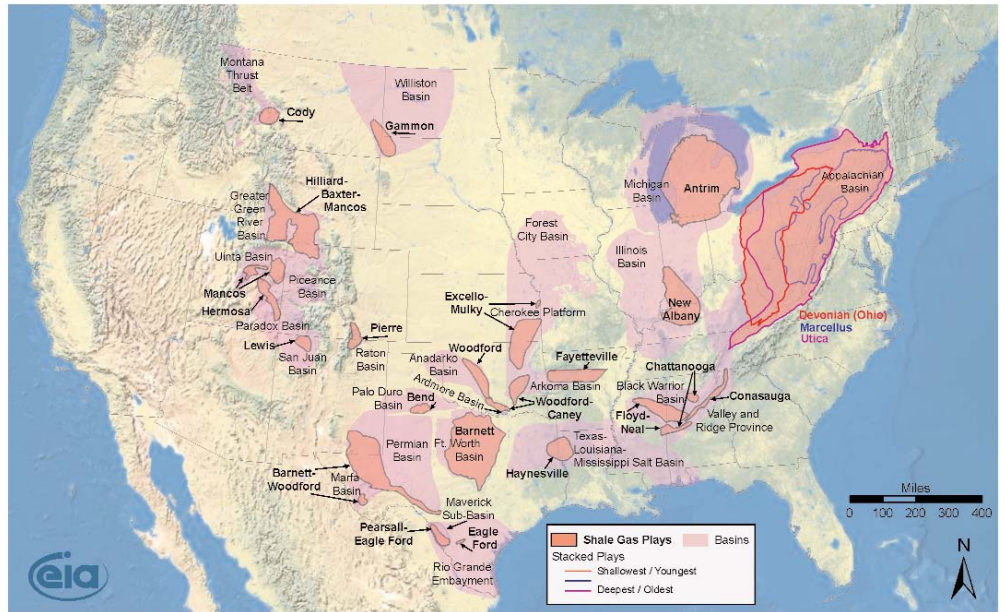 Montana
Thrust
Belt
Cody
Williston
Basin
Gammon
Hilliard-
Baxter-
Mancos
Greater
Green
River
Basin
Uinta Basin
Mancos
Piceance
Basin
Hermosa
Paradox Basin
Lewis
San Juan
Basin
Pierre
Raton
Basin
Michigan
Basin
Antrim
Appalachian
Basin
Forest
City Basin
Illinois
Basin
New
Albany
Devonian (Ohio)
Marcellus
Utica
Excello-
Mulky
Cherokee Platform
Woodford
Anadarko
Basin
Ardmore Basin
Fayetteville
Arkoma Basin
Woodford-
Caney
Palo Duro
Basin
Bend
Chattanooga
Black Warrior
Basin
Conasauga
Floyd-
Neal
Valley and
Ridge Province
Barnett
Permian
Basin
Ft. Worth
Basin
Texas-
Louisiana-
Mississippi Salt Basin
Haynesville
Barnett-
Woodford
Marfa
Basin
Maverick
Sub-Basin
Pearsall-
Eagle Ford
Eagle
Ford
Rio Grande
Embayment
Miles
0 100 200 300 400
N
Shale Gas Plays
Basins
Stacked Plays
Shallowest / Youngest
Deepest / Oldest
eia